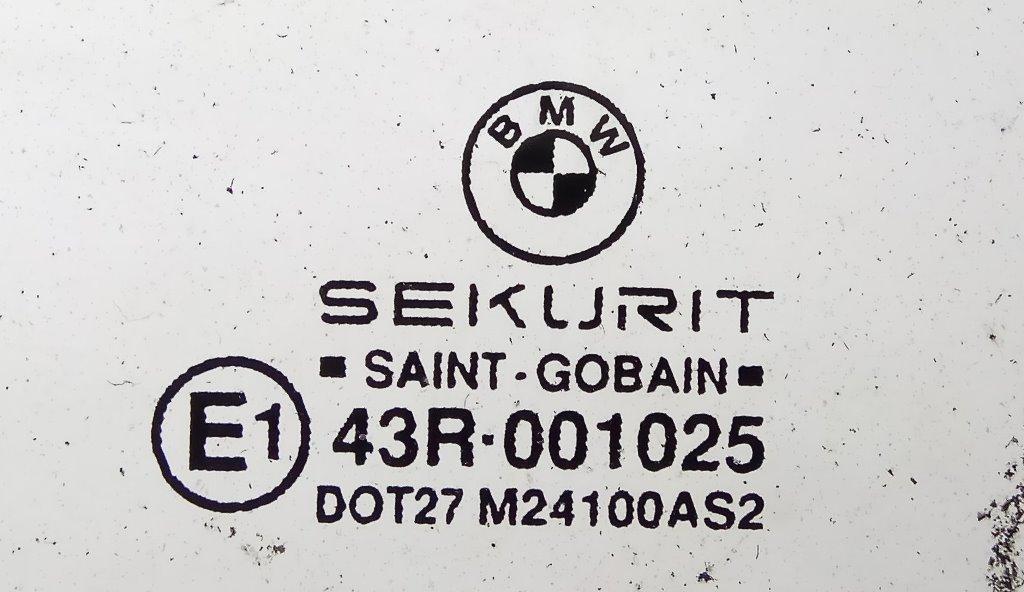 BMW
SEKURIT
SAINT-GOBAIN
E1 43R·001025
DOT27 M24100AS2